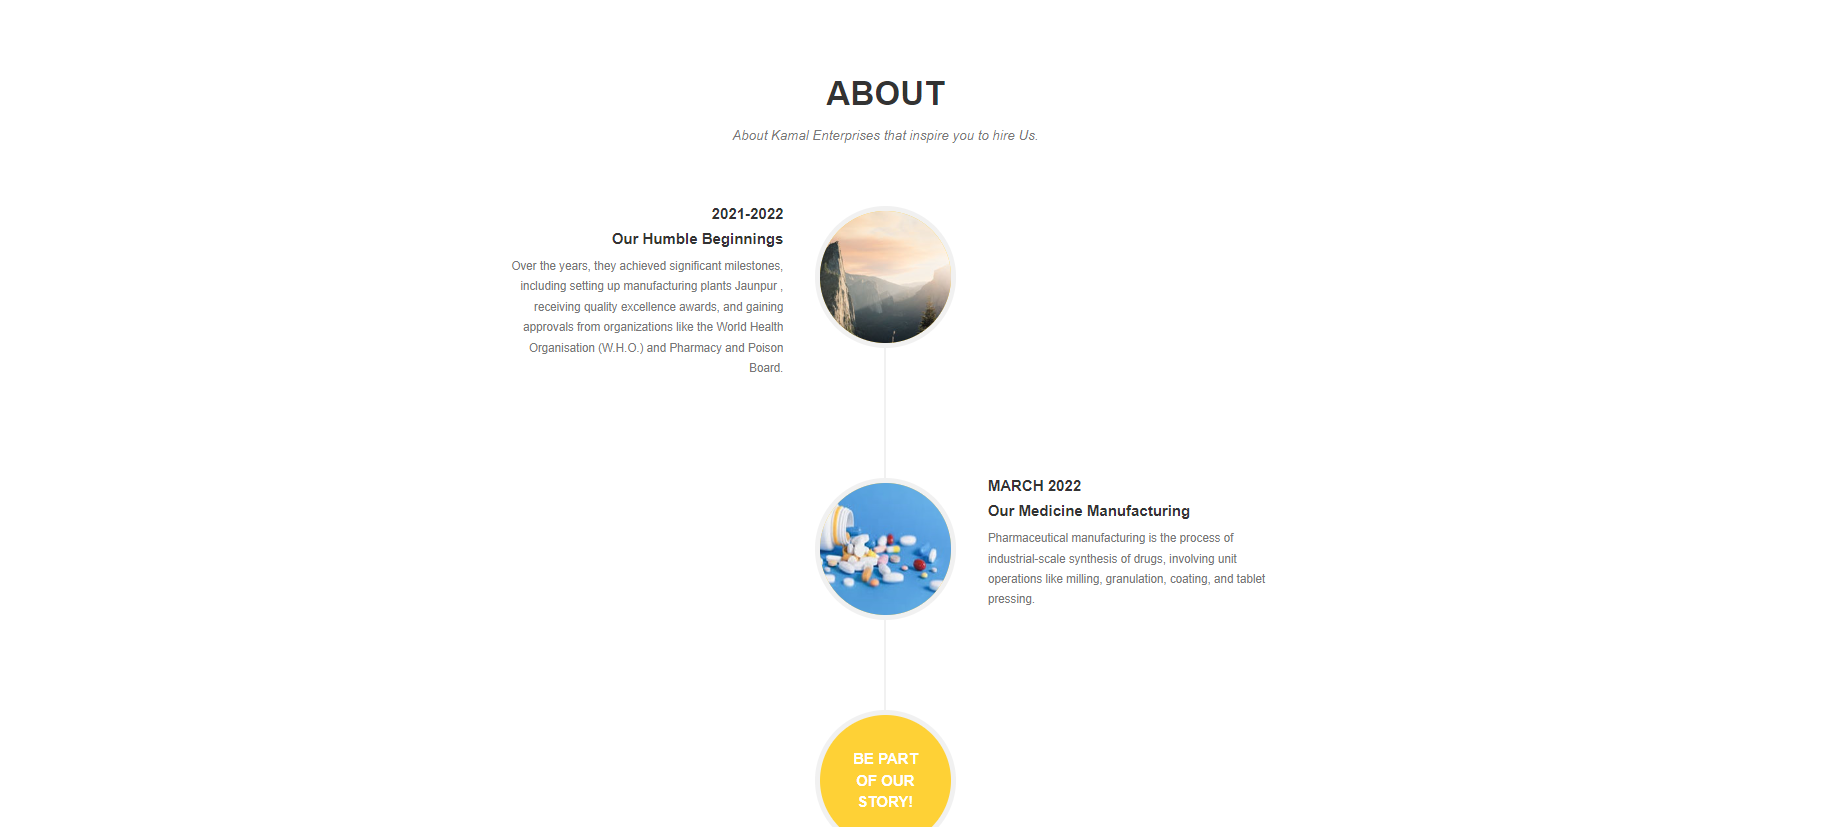 ABOUT
About Kamal Enterprises that inspire you to hire Us.
2021-2022
Our Humble Beginnings
Over the years, they achieved significant milestones,
including setting up manufacturing plants Jaunpur ,
receiving quality excellence awards, and gaining
approvals from organizations like the World Health
Organisation (W.H.O.) and Pharmacy and Poison
Board.
MARCH 2022
Our Medicine Manufacturing
Pharmaceutical manufacturing is the process of
industrial-scale synthesis of drugs, involving unit
operations like milling, granulation, coating, and tablet
pressing.
BE PART
OF OUR
STORY!